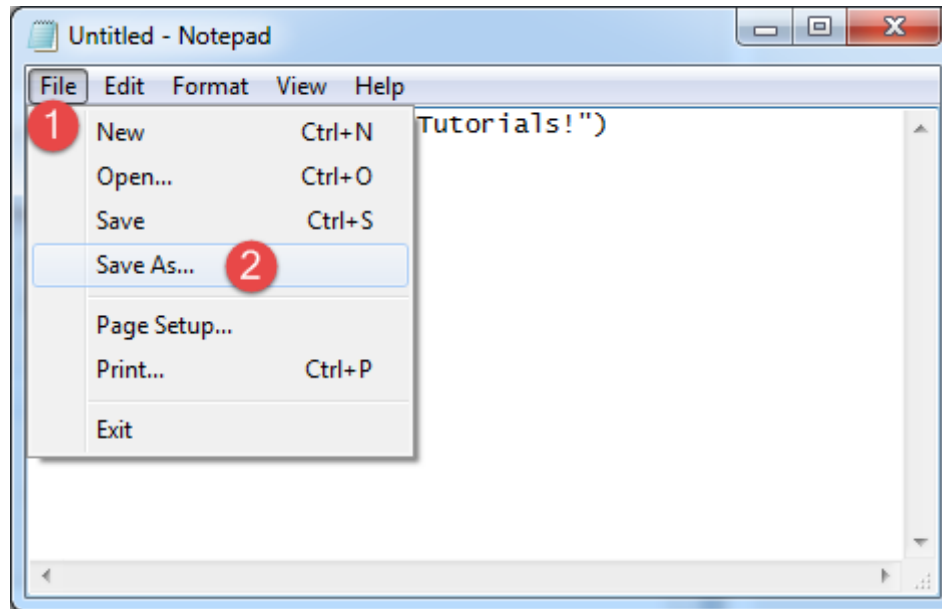 Untitled - Notepad
File Edit Format View Help
1 New Ctrl+N Tutorials!")
Open... Ctrl+O
Save Ctrl+S
Save As... 2
Page Setup...
Print... Ctrl+P
Exit